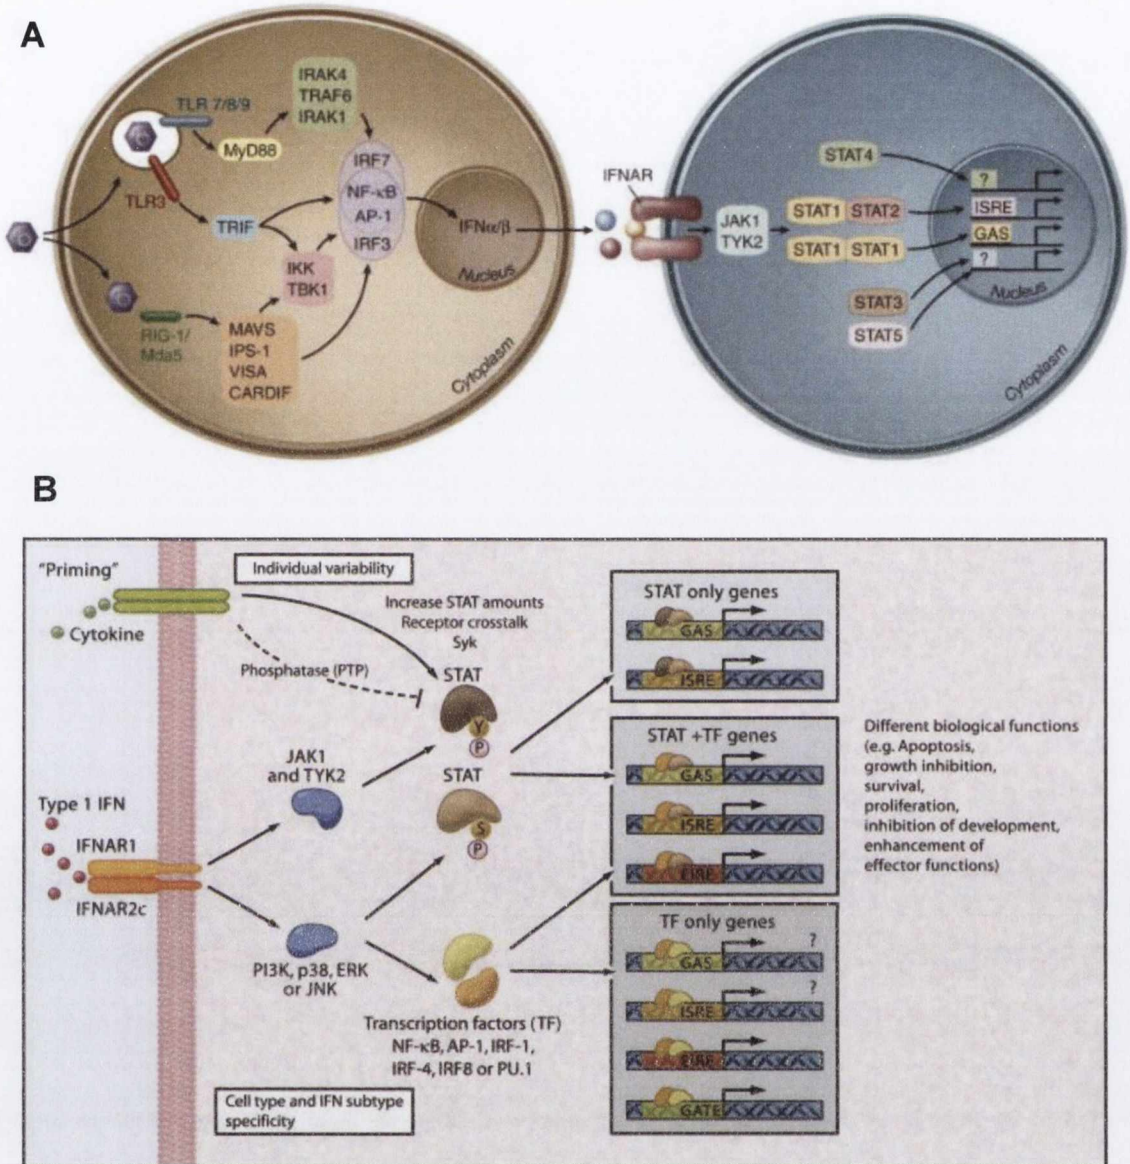 A
TLR 7/8/9
MyD88
IRAK4
TRAF6
IRAK1
TLR3
TRIF
IRF7
NF-κB
AP-1
IRF3
IKK
TBK1
RIG-1/
Mda5
MAVS
IPS-1
VISA
CARDIF
IFNα/β
Nucleus
Cytoplasm
IFNAR
JAK1
TYK2
STAT4
STAT1 STAT2
STAT1 STAT1
STAT3
STAT5
?
ISRE
GAS
?
Nucleus
Cytoplasm
B
"Priming"
Cytokine
Individual variability
Increase STAT amounts
Receptor crosstalk
Syk
Phosphatase (PTP)
STAT
Y
P
JAK1
and TYK2
STAT
S
P
Type 1 IFN
IFNAR1
IFNAR2c
PI3K, p38, ERK
or JNK
Transcription factors (TF)
NF-κB, AP-1, IRF-1,
IRF-4, IRF8 or PU.1
Cell type and IFN subtype
specificity
STAT only genes
GAS
ISRE
STAT +TF genes
GAS
ISRE
EIRE
TF only genes
GAS
?
ISRE
?
EIRE
GATE
Different biological functions
(e.g. Apoptosis,
growth inhibition,
survival,
proliferation,
inhibition of development,
enhancement of
effector functions)